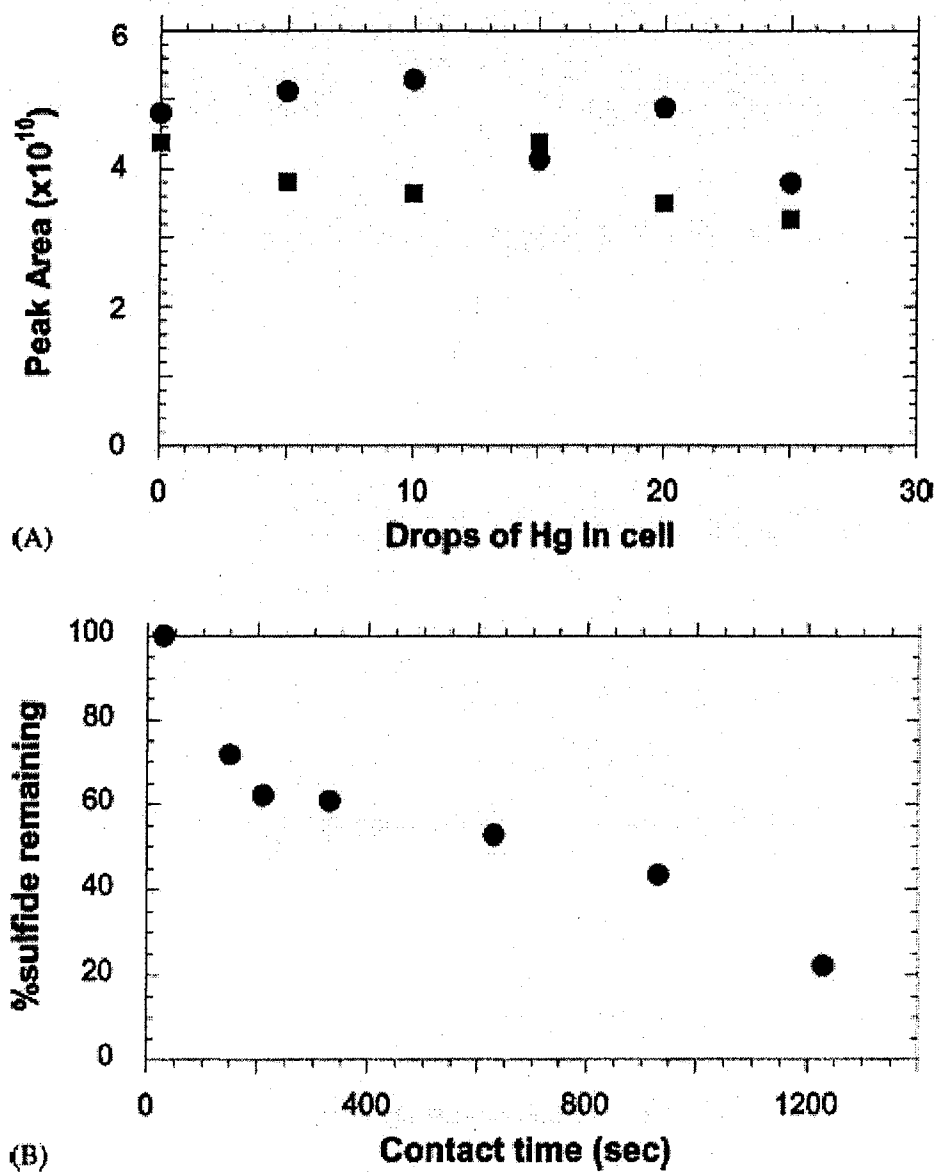 6
4
2
0
Peak Area (x10¹⁰)
0 10 20 30
(A)
Drops of Hg in cell
100
80
60
40
20
0
%sulfide remaining
0 400 800 1200
(B)
Contact time (sec)